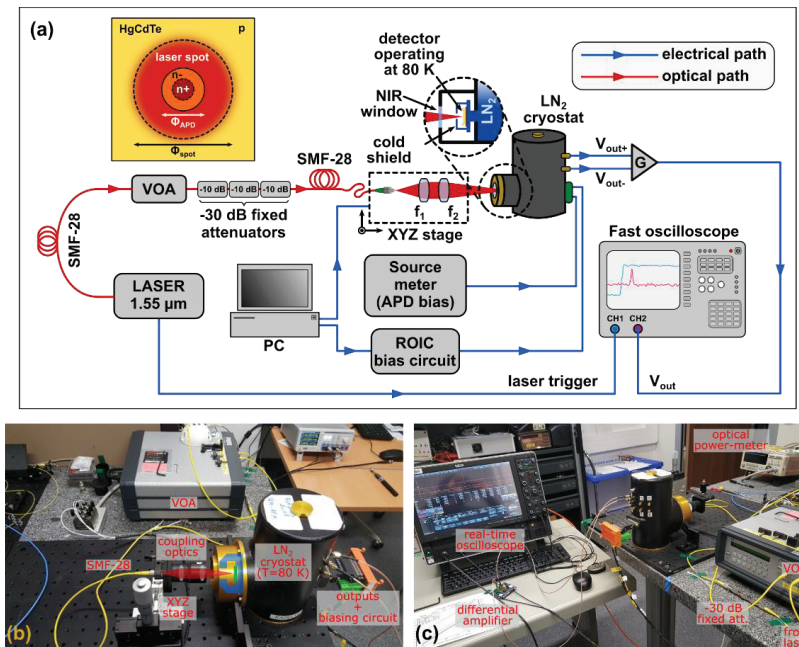 (a)
HgCdTe
p
laser spot
n-
n+
ΦAPD
Φspot
detector
operating
at 80 K
NIR
window
LN2
cold
shield
LN2
cryostat
electrical path
optical path
Vout+
Vout-
G
SMF-28
VOA
-10 dB
-10 dB
-10 dB
-30 dB fixed
attenuators
f1
f2
XYZ stage
SMF-28
LASER
1.55 μm
PC
Source
meter
(APD bias)
ROIC
bias circuit
Fast oscilloscope
CH1
CH2
laser trigger
Vout
VOA
coupling
optics
SMF-28
LN2
cryostat
(T=80 K)
XYZ
stage
outputs
+
biasing circuit
(b)
(c)
optical
power-meter
real-time
oscilloscope
differential
amplifier
-30 dB
fixed att.
VO
fro
las